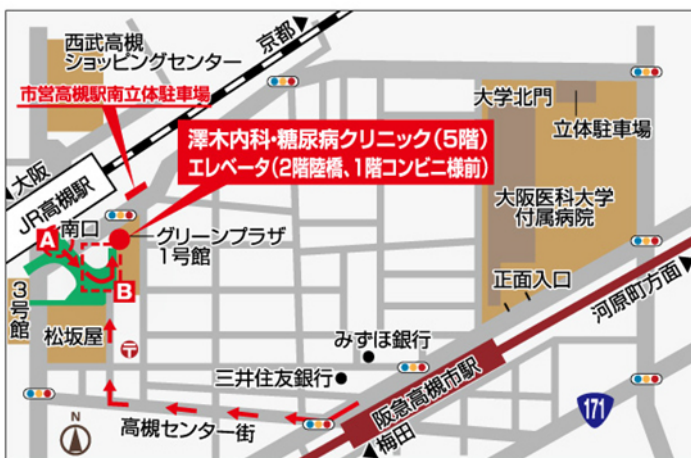 西武高槻
ショッピングセンター
京都
市営高槻駅南立体駐車場
澤木内科・糖尿病クリニック(5階)
エレベータ(2階陸橋、1階コンビニ様前)
大学北門
立体駐車場
大阪
JR高槻駅
南口
A
グリーンプラザ
1号館
大阪医科大学
付属病院
B
3号館
松坂屋
正面入口
河原町方面
〒
みずほ銀行
三井住友銀行
阪急高槻市駅
171
N
高槻センター街
梅田